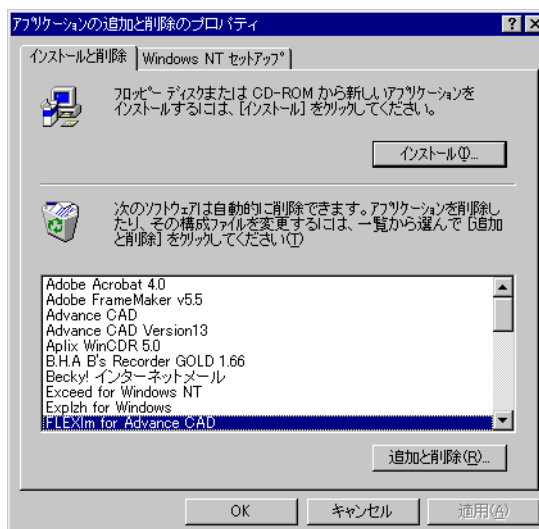 アプリケーションの追加と削除のプロパティ
インストールと削除
Windows NT セットアップ
フロッピー ディスクまたは CD-ROM から新しいアプリケーションを
インストールするには、[インストール] をクリックしてください。
インストール(I)...
次のソフトウェアは自動的に削除できます。アプリケーションを削除し
たり、その構成ファイルを変更するには、一覧から選んで [追加
と削除] をクリックしてください(T)
Adobe Acrobat 4.0
Adobe FrameMaker v5.5
Advance CAD
Advance CAD Version13
Aplix WinCDR 5.0
B.H.A B's Recorder GOLD 1.66
Becky! インターネットメール
Exceed for Windows NT
Explzh for Windows
FLEXlm for Advance CAD
追加と削除(R)...
OK
キャンセル
適用(A)